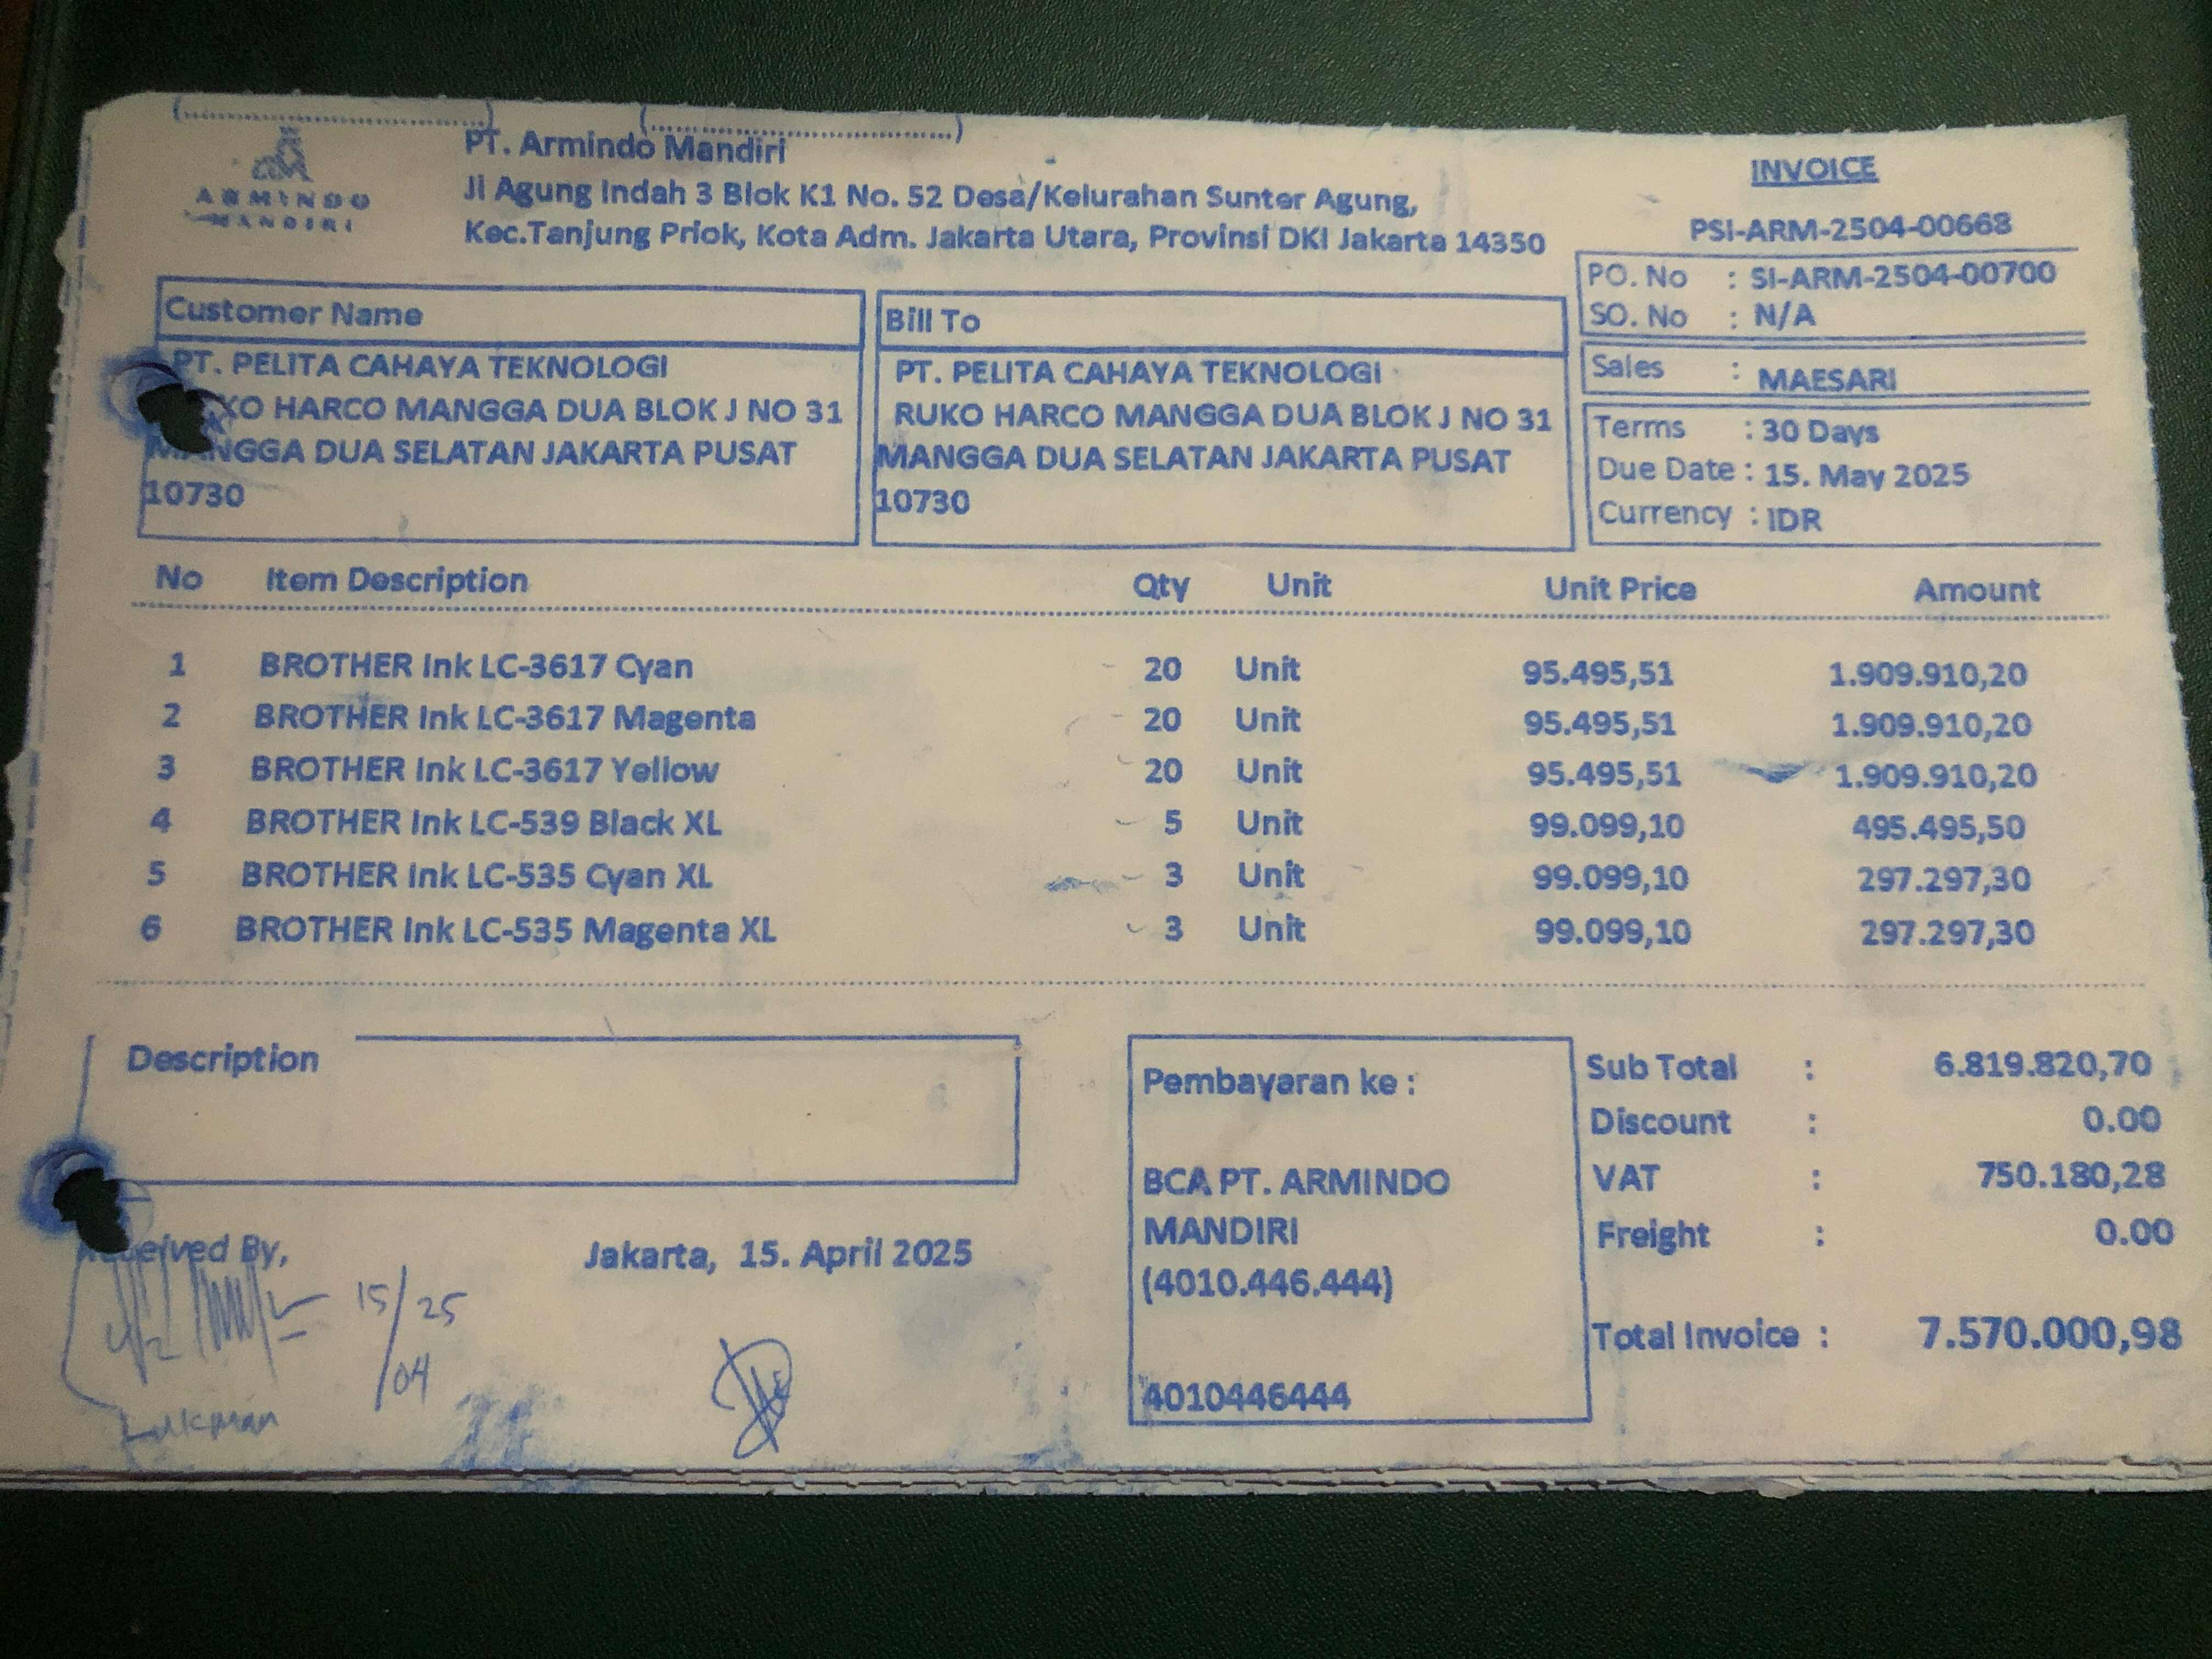 ARMINDO
MANDIRI
PT. Armindo Mandiri
Jl Agung Indah 3 Blok K1 No. 52 Desa/Kelurahan Sunter Agung,
Kec.Tanjung Priok, Kota Adm. Jakarta Utara, Provinsi DKI Jakarta 14350
INVOICE
PSI-ARM-2504-00668
PO. No : SI-ARM-2504-00700
SO. No : N/A
Sales : MAESARI
Terms : 30 Days
Due Date : 15. May 2025
Currency : IDR
Customer Name
PT. PELITA CAHAYA TEKNOLOGI
KO HARCO MANGGA DUA BLOK J NO 31
MANGGA DUA SELATAN JAKARTA PUSAT
10730
Bill To
PT. PELITA CAHAYA TEKNOLOGI
RUKO HARCO MANGGA DUA BLOK J NO 31
MANGGA DUA SELATAN JAKARTA PUSAT
10730
No Item Description Qty Unit Unit Price Amount
1 BROTHER Ink LC-3617 Cyan 20 Unit 95.495,51 1.909.910,20
2 BROTHER Ink LC-3617 Magenta 20 Unit 95.495,51 1.909.910,20
3 BROTHER Ink LC-3617 Yellow 20 Unit 95.495,51 1.909.910,20
4 BROTHER Ink LC-539 Black XL 5 Unit 99.099,10 495.495,50
5 BROTHER Ink LC-535 Cyan XL 3 Unit 99.099,10 297.297,30
6 BROTHER Ink LC-535 Magenta XL 3 Unit 99.099,10 297.297,30
Description
Received By,
15/04/25
Lukman
Jakarta, 15. April 2025
Pembayaran ke :
BCA PT. ARMINDO
MANDIRI
(4010.446.444)
4010446444
Sub Total : 6.819.820,70
Discount : 0.00
VAT : 750.180,28
Freight : 0.00
Total Invoice : 7.570.000,98